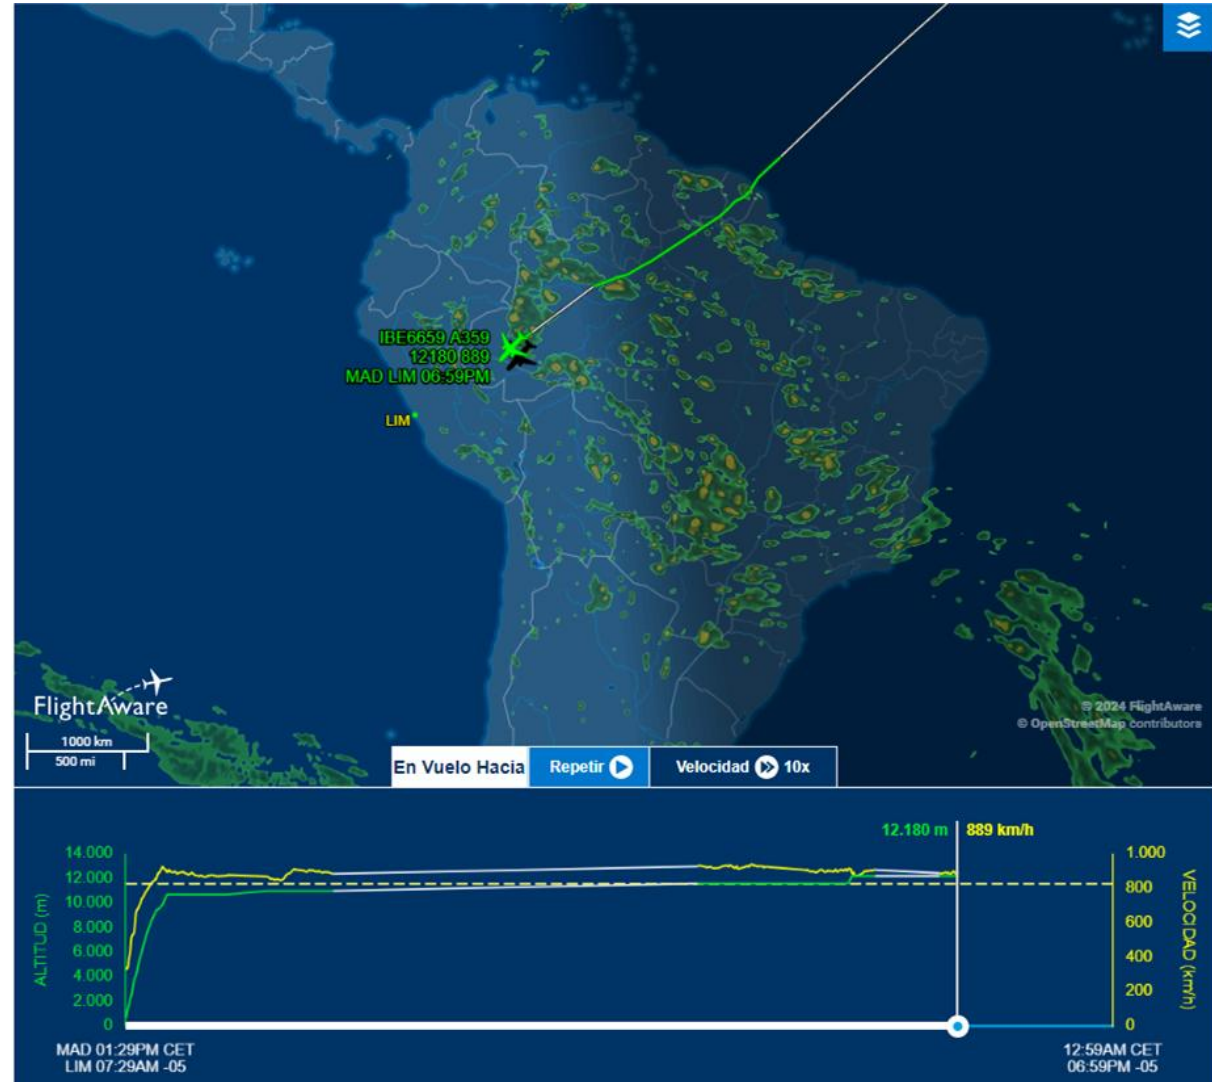 IBE6659 A359
12180 889
MAD LIM 06:59PM
LIM
FlightAware
1000 km
500 mi
© 2024 FlightAware
© OpenStreetMap contributors
En Vuelo Hacia
Repetir
Velocidad 10x
12.180 m 889 km/h
14.000
12.000
10.000
8.000
6.000
4.000
2.000
0
ALTITUD (m)
1.000
800
600
400
200
0
VELOCIDAD (km/h)
MAD 01:29PM CET
LIM 07:29AM -05
12:59AM CET
06:59PM -05